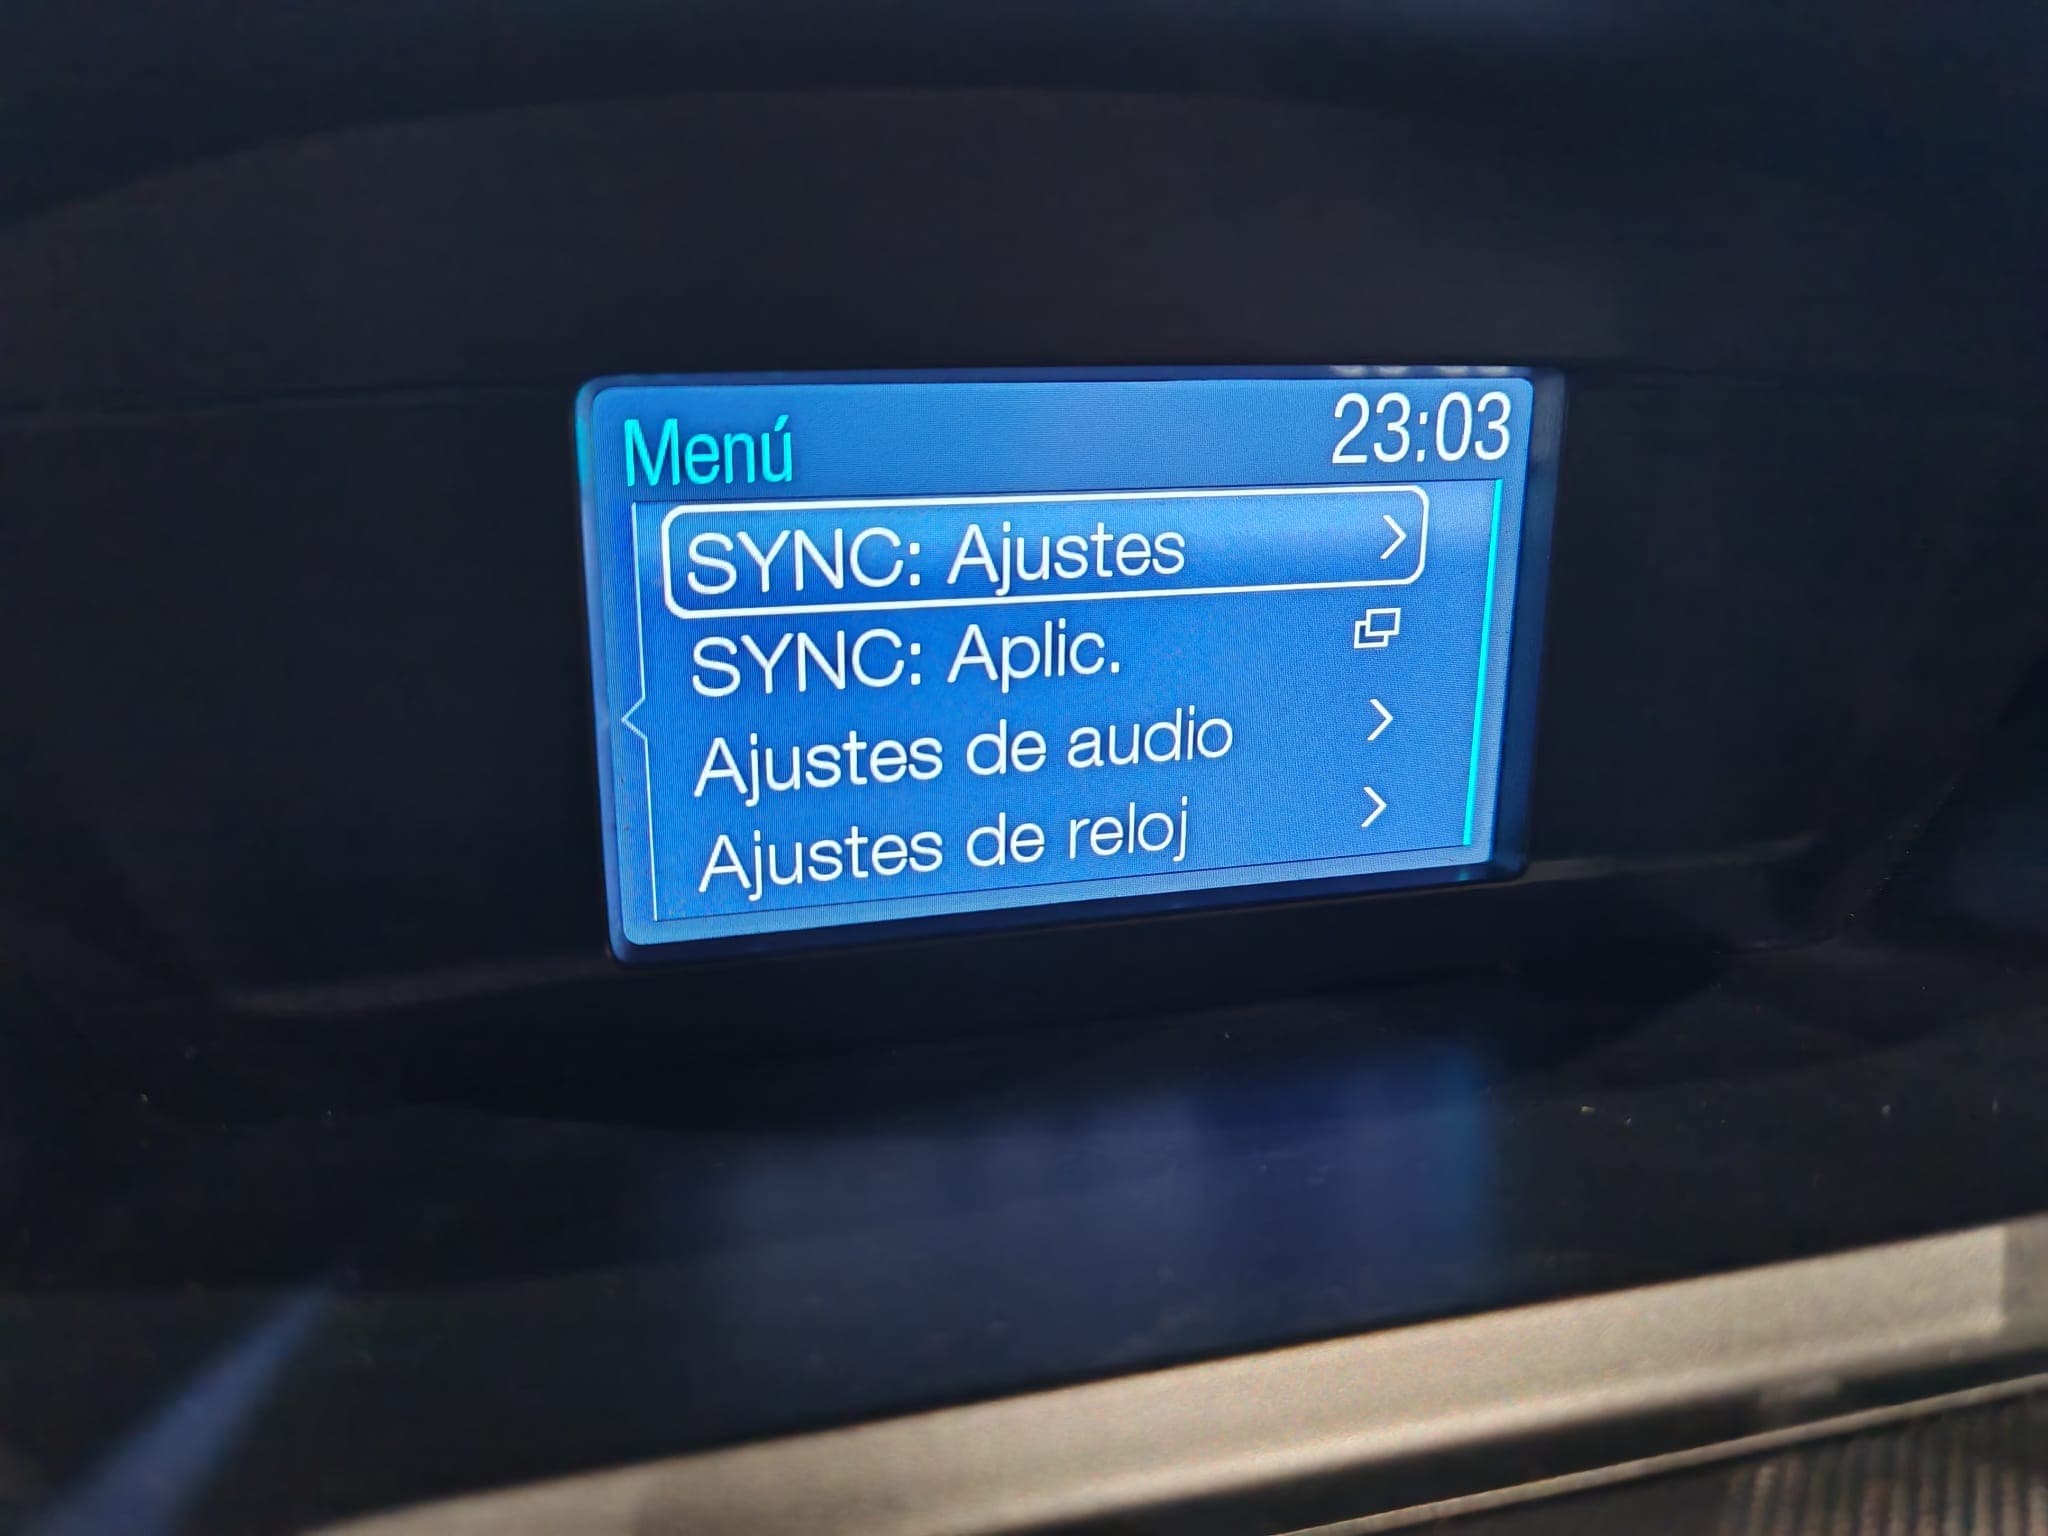 Menú
23:03
SYNC: Ajustes
SYNC: Aplic.
Ajustes de audio
Ajustes de reloj